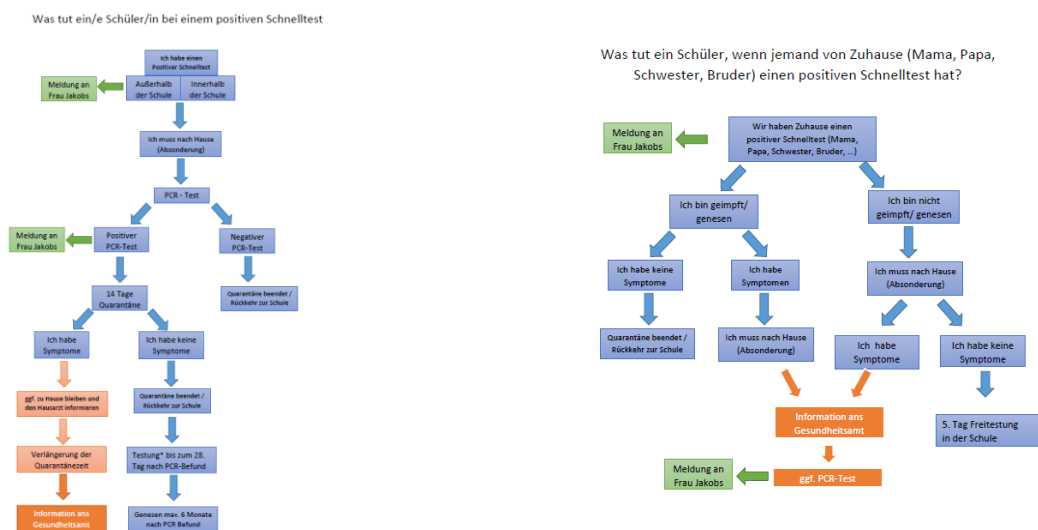 Was tut ein/e Schüler/in bei einem positiven Schnelltest
Ich habe einen
Positiver Schnelltest
Meldung an
Frau Jakobs
Außerhalb
der Schule
Innerhalb
der Schule
Ich muss nach Hause
(Absonderung)
PCR - Test
Meldung an
Frau Jakobs
Positiver
PCR-Test
Negativer
PCR-Test
14 Tage
Quarantäne
Quarantäne beendet /
Rückkehr zur Schule
Ich habe
Symptome
Ich habe keine
Symptome
ggf. zu Hause bleiben und
den Hausarzt informieren
Quarantäne beendet /
Rückkehr zur Schule
Verlängerung der
Quarantänezeit
Testung* bis zum 28.
Tag nach PCR-Befund
Information ans
Gesundheitsamt
Genesen max. 6 Monate
nach PCR Befund
Was tut ein Schüler, wenn jemand von Zuhause (Mama, Papa,
Schwester, Bruder) einen positiven Schnelltest hat?
Meldung an
Frau Jakobs
Wir haben Zuhause einen
positiver Schnelltest (Mama,
Papa, Schwester, Bruder, ...)
Ich bin geimpft/
genesen
Ich bin nicht
geimpft/ genesen
Ich habe keine
Symptome
Ich habe
Symptomen
Ich muss nach Hause
(Absonderung)
Quarantäne beendet /
Rückkehr zur Schule
Ich muss nach Hause
(Absonderung)
Ich habe
Symptome
Ich habe keine
Symptome
Information ans
Gesundheitsamt
5. Tag Freitestung
in der Schule
Meldung an
Frau Jakobs
ggf. PCR-Test